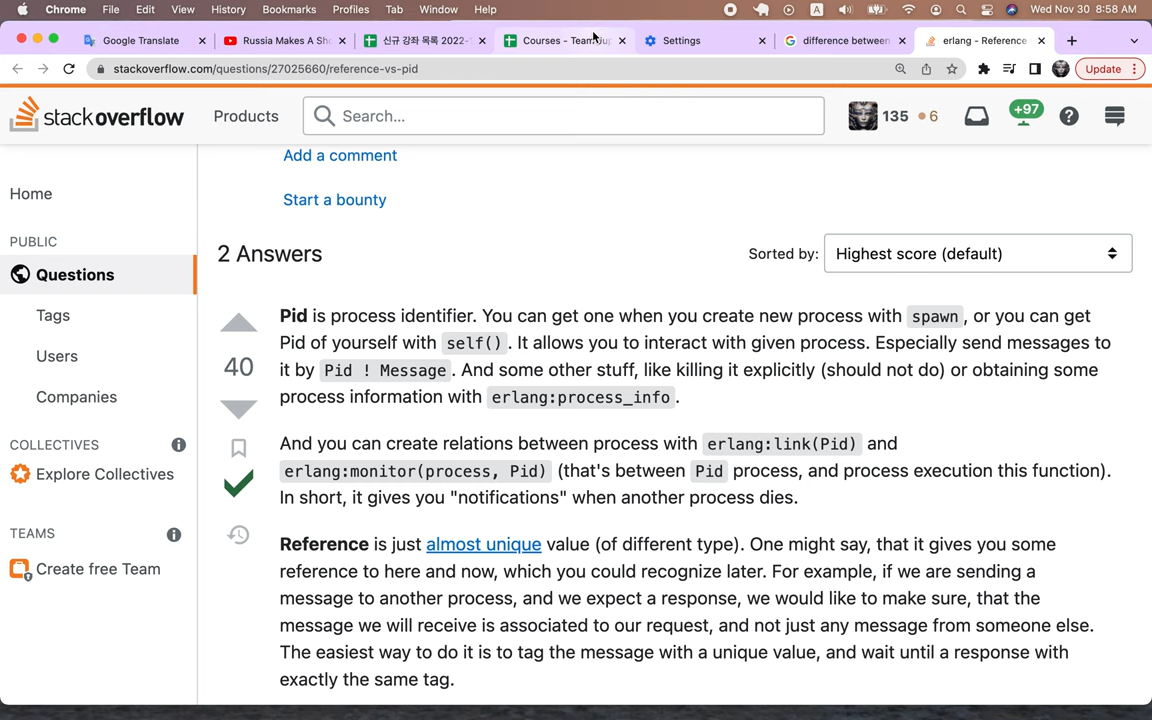 Chrome File Edit View History Bookmarks Profiles Tab Window Help A Wed Nov 30 8:58 AM
Google Translate Russia Makes A Sho 신규 강좌 목록 2022- Courses - Settings difference between erlang - Reference
stackoverflow.com/questions/27025660/reference-vs-pid Update
stackoverflow Products Search... 135 6 +97
Add a comment
Home
Start a bounty
PUBLIC
2 Answers
Sorted by: Highest score (default)
Questions
Tags
Users
Companies
COLLECTIVES
Explore Collectives
TEAMS
Create free Team
40
Pid is process identifier. You can get one when you create new process with spawn, or you can get
Pid of yourself with self(). It allows you to interact with given process. Especially send messages to
it by Pid ! Message. And some other stuff, like killing it explicitly (should not do) or obtaining some
process information with erlang:process_info.
And you can create relations between process with erlang:link(Pid) and
erlang:monitor(process, Pid) (that's between Pid process, and process execution this function).
In short, it gives you "notifications" when another process dies.
Reference is just almost unique value (of different type). One might say, that it gives you some
reference to here and now, which you could recognize later. For example, if we are sending a
message to another process, and we expect a response, we would like to make sure, that the
message we will receive is associated to our request, and not just any message from someone else.
The easiest way to do it is to tag the message with a unique value, and wait until a response with
exactly the same tag.